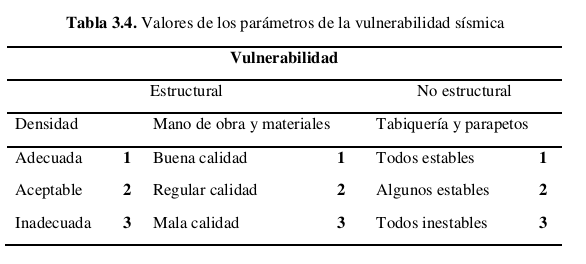 Tabla 3.4. Valores de los parámetros de la vulnerabilidad sísmica
Vulnerabilidad
Estructural No estructural
Densidad Mano de obra y materiales Tabiquería y parapetos
Adecuada 1 Buena calidad 1 Todos estables 1
Aceptable 2 Regular calidad 2 Algunos estables 2
Inadecuada 3 Mala calidad 3 Todos inestables 3